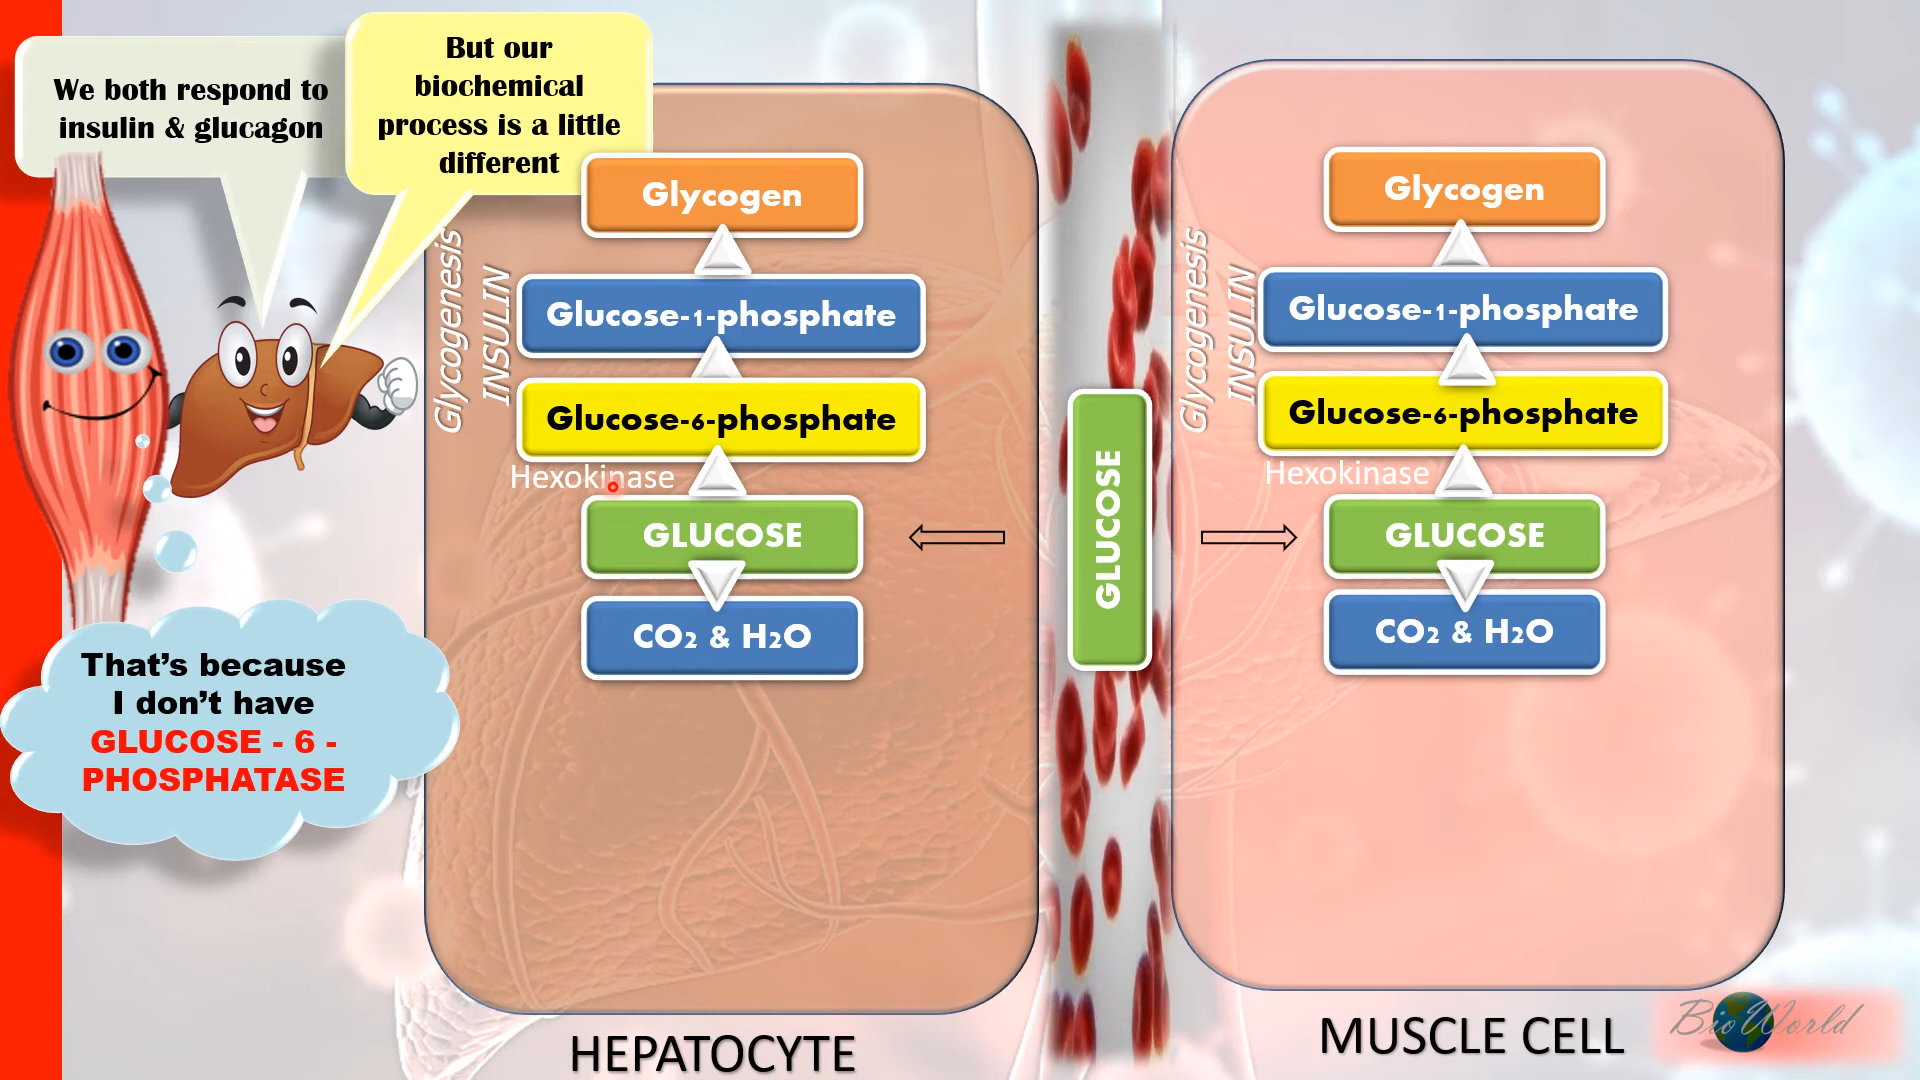 We both respond to
insulin & glucagon
But our
biochemical
process is a little
different
That's because
I don't have
GLUCOSE - 6 -
PHOSPHATASE
Glycogenesis
INSULIN
Glycogen
Glucose-1-phosphate
Glucose-6-phosphate
Hexokinase
GLUCOSE
CO₂ & H₂O
HEPATOCYTE
GLUCOSE
Glycogenesis
INSULIN
Glycogen
Glucose-1-phosphate
Glucose-6-phosphate
Hexokinase
GLUCOSE
CO₂ & H₂O
MUSCLE CELL
BioWorld